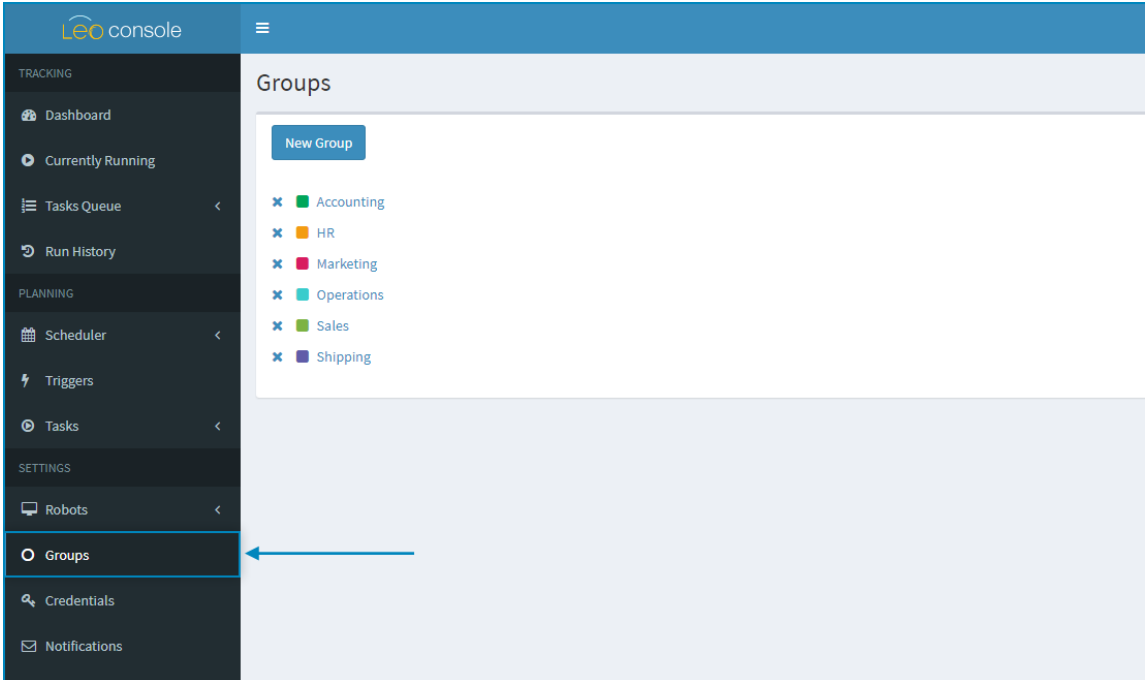 Leo console
TRACKING
Dashboard
Currently Running
Tasks Queue
Run History
PLANNING
Scheduler
Triggers
Tasks
SETTINGS
Robots
Groups
Credentials
Notifications
Groups
New Group
Accounting
HR
Marketing
Operations
Sales
Shipping